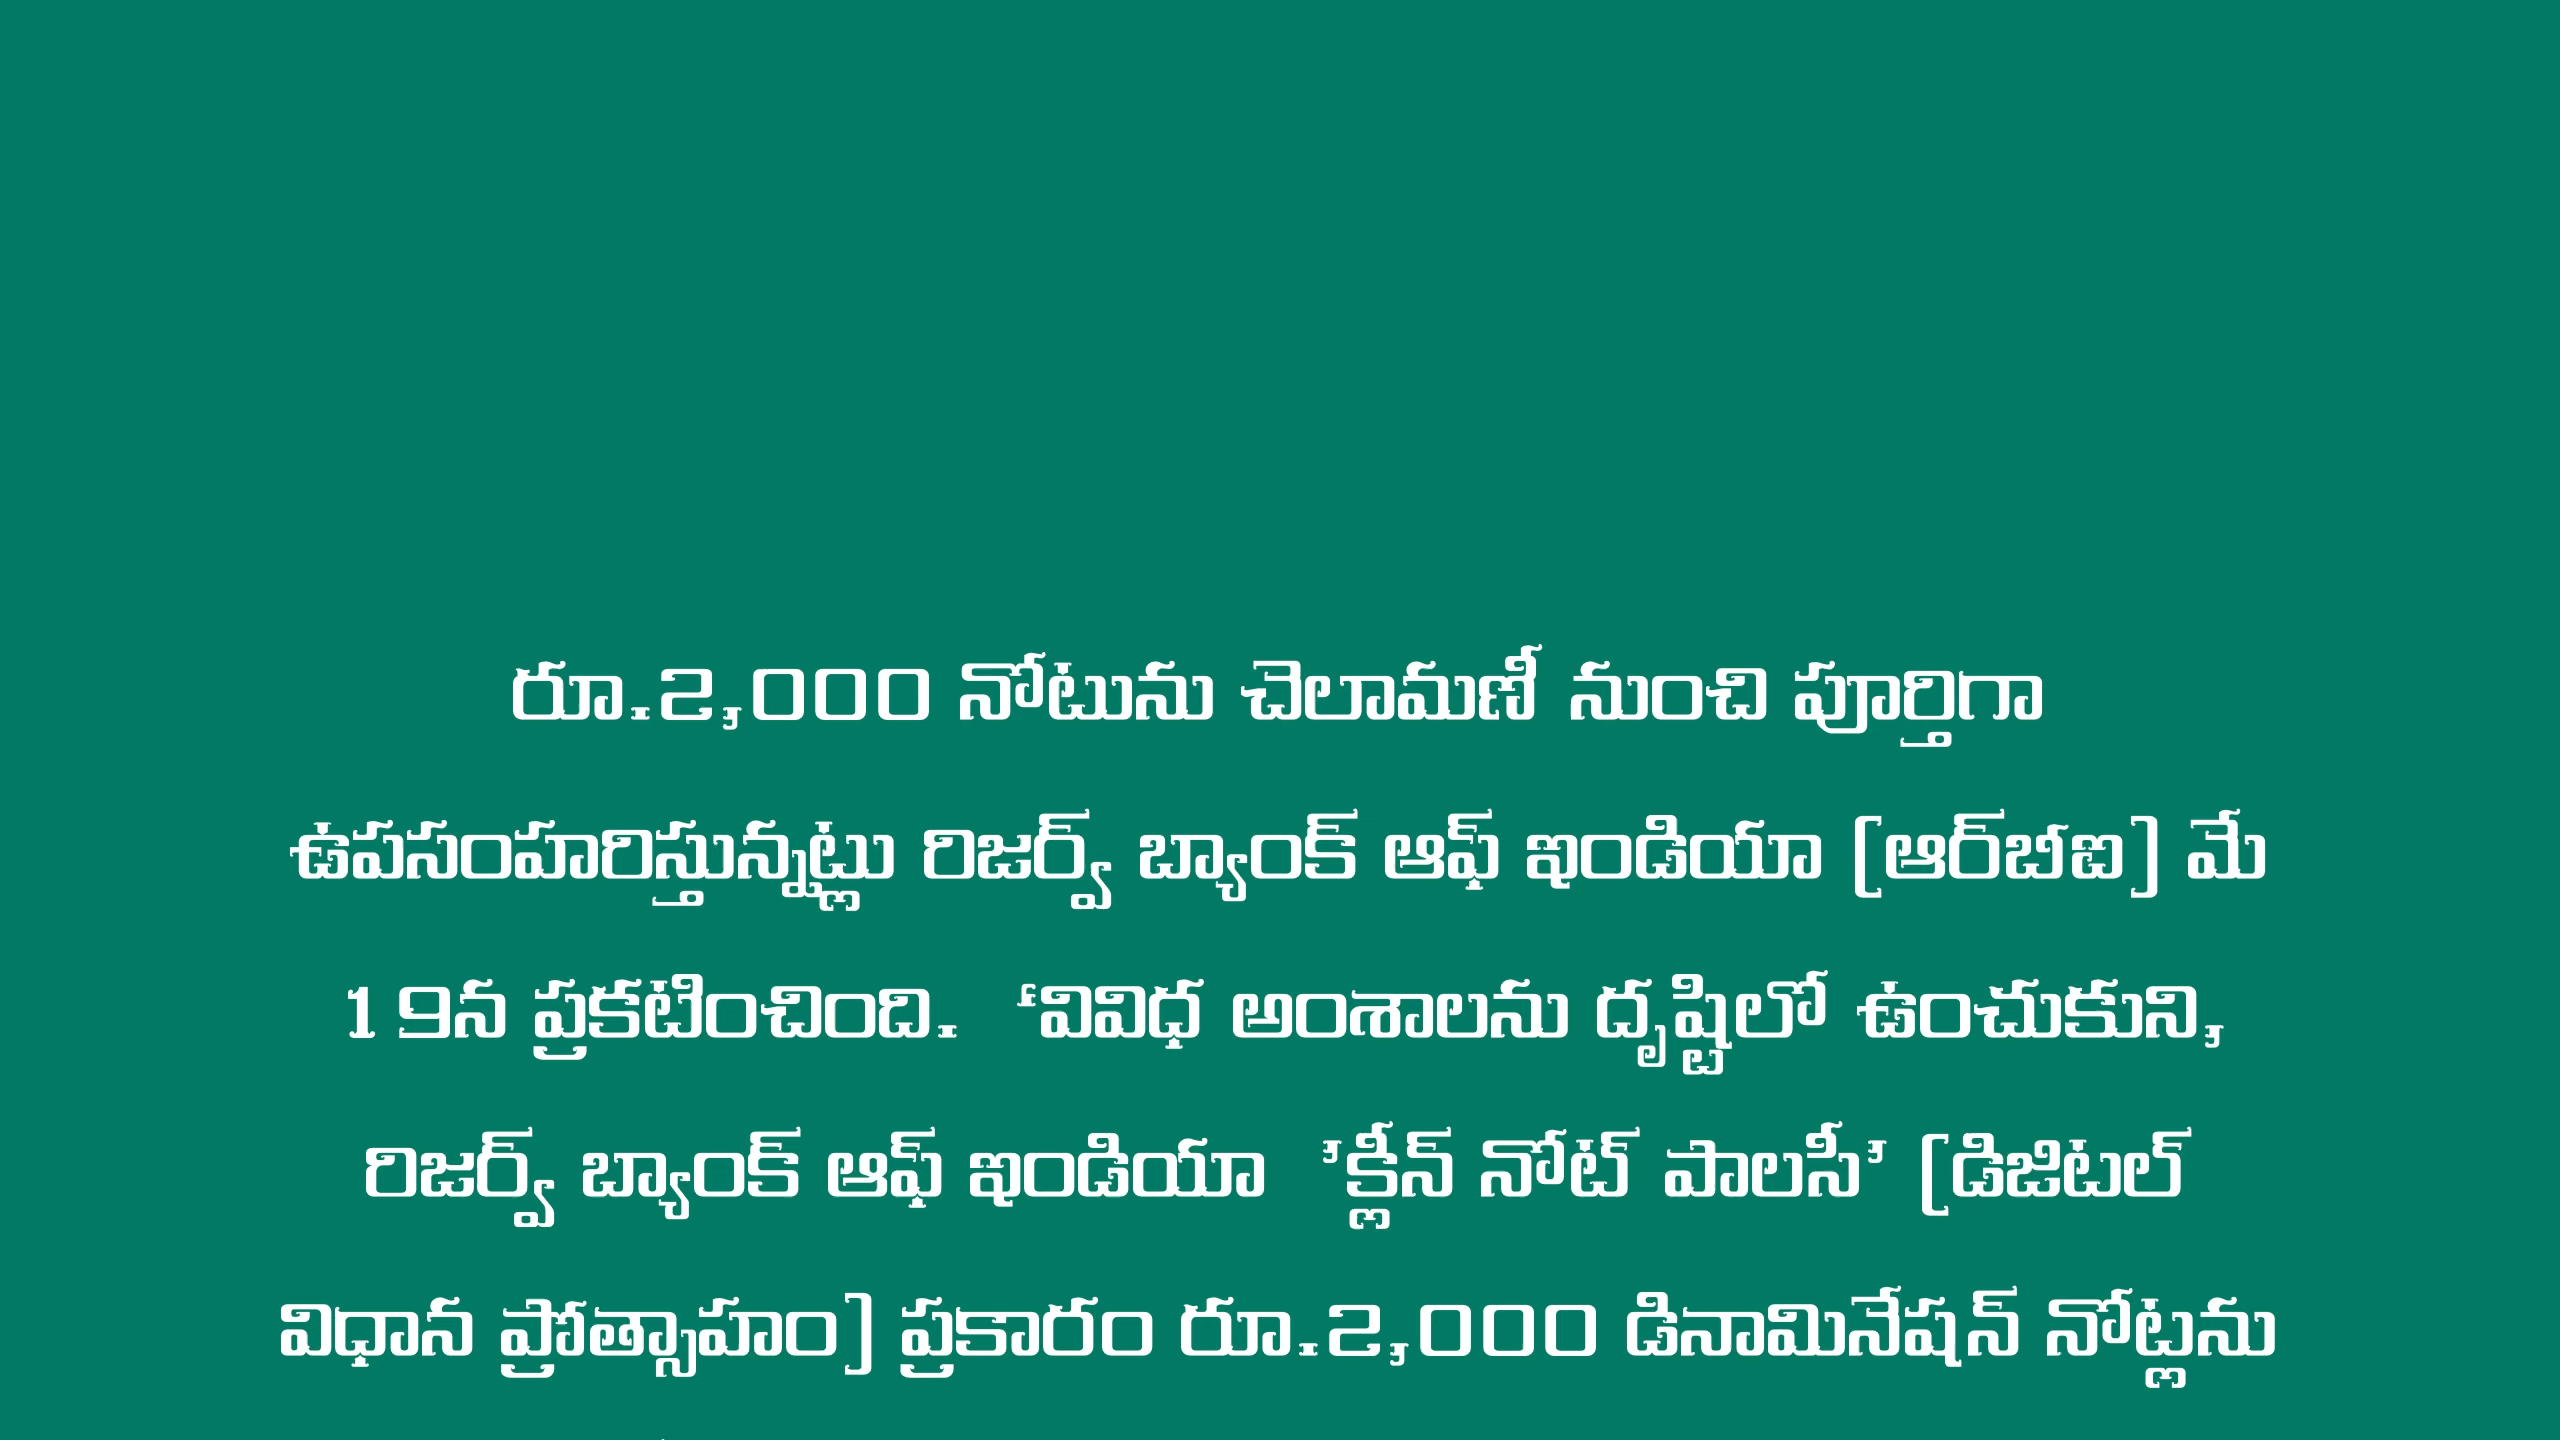 రూ.2,000 నోటును చెలామణీ నుంచి పూర్తిగా
ఉపసంహరిస్తున్నట్లు రిజర్వ్ బ్యాంక్ ఆఫ్ ఇండియా [ఆర్‌బీఐ] మే
19న ప్రకటించింది. ‘వివిధ అంశాలను దృష్టిలో ఉంచుకుని,
రిజర్వ్ బ్యాంక్ ఆఫ్ ఇండియా ’క్లీన్ నోట్ పాలసీ’ [డిజిటల్
విధాన ప్రోత్సాహం] ప్రకారం రూ.2,000 డినామినేషన్ నోట్లను